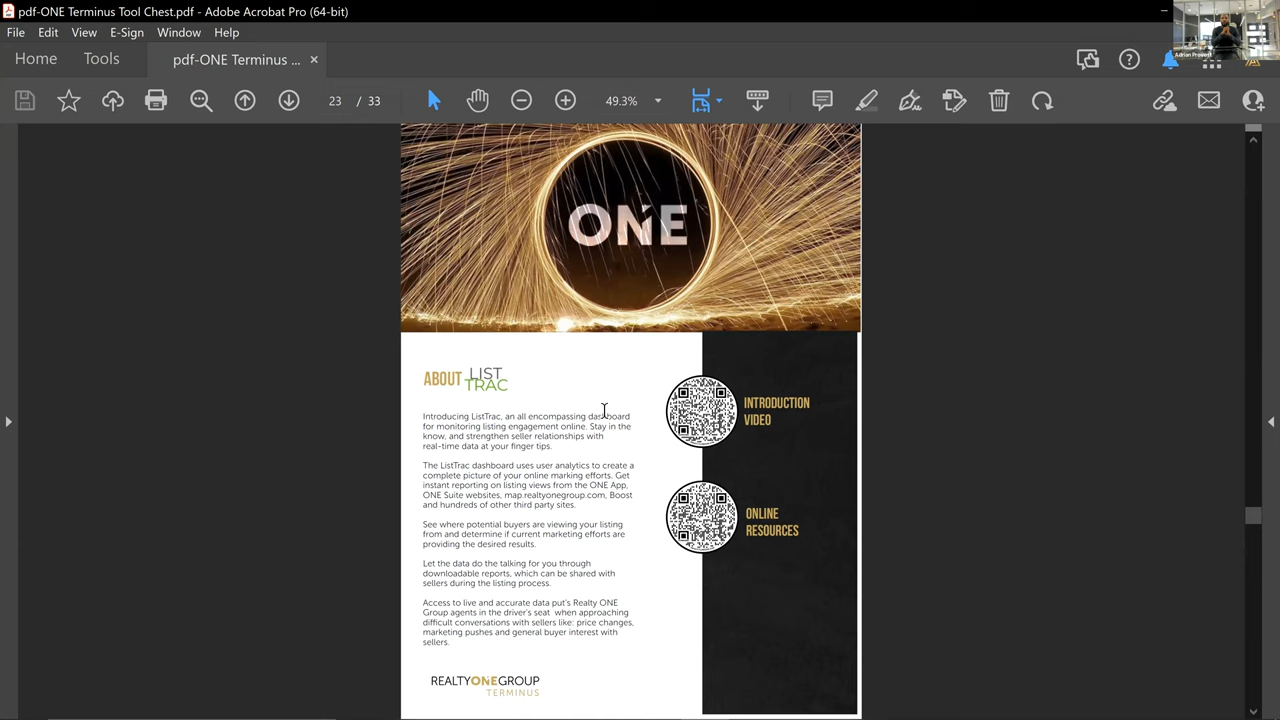 pdf-ONE Terminus Tool Chest.pdf - Adobe Acrobat Pro (64-bit)
File Edit View E-Sign Window Help
Home Tools pdf-ONE Terminus ... ×
23 / 33 49.3%
Adrian Provost
ONE
ABOUT LIST TRAC
Introducing ListTrac, an all encompassing dashboard
for monitoring listing engagement online. Stay in the
know, and strengthen seller relationships with
real-time data at your finger tips.
The ListTrac dashboard uses user analytics to create a
complete picture of your online marking efforts. Get
instant reporting on listing views from the ONE App,
ONE Suite websites, map.realtyonegroup.com, Boost
and hundreds of other third party sites.
See where potential buyers are viewing your listing
from and determine if current marketing efforts are
providing the desired results.
Let the data do the talking for you through
downloadable reports, which can be shared with
sellers during the listing process.
Access to live and accurate data put's Realty ONE
Group agents in the driver's seat when approaching
difficult conversations with sellers like: price changes,
marketing pushes and general buyer interest with
sellers.
REALTYONEGROUP
TERMINUS
INTRODUCTION
VIDEO
ONLINE
RESOURCES